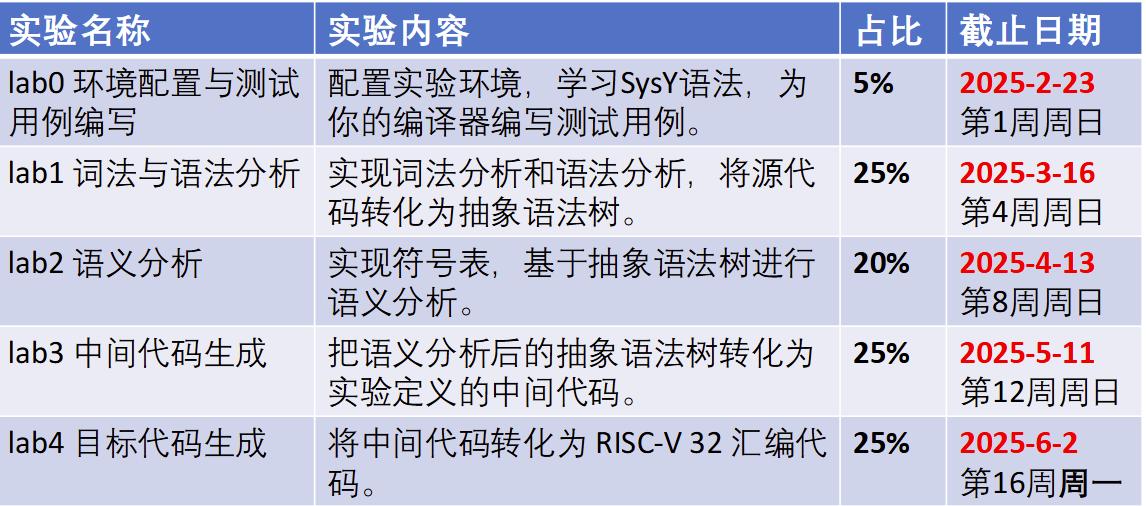 实验名称 实验内容 占比 截止日期
lab0 环境配置与测试 配置实验环境，学习SysY语法，为 5% 2025-2-23
用例编写 你的编译器编写测试用例。 第1周周日
lab1 词法与语法分析 实现词法分析和语法分析，将源代 25% 2025-3-16
码转化为抽象语法树。 第4周周日
lab2 语义分析 实现符号表，基于抽象语法树进行 20% 2025-4-13
语义分析。 第8周周日
lab3 中间代码生成 把语义分析后的抽象语法树转化为 25% 2025-5-11
实验定义的中间代码。 第12周周日
lab4 目标代码生成 将中间代码转化为 RISC-V 32 汇编代 25% 2025-6-2
码。 第16周周一